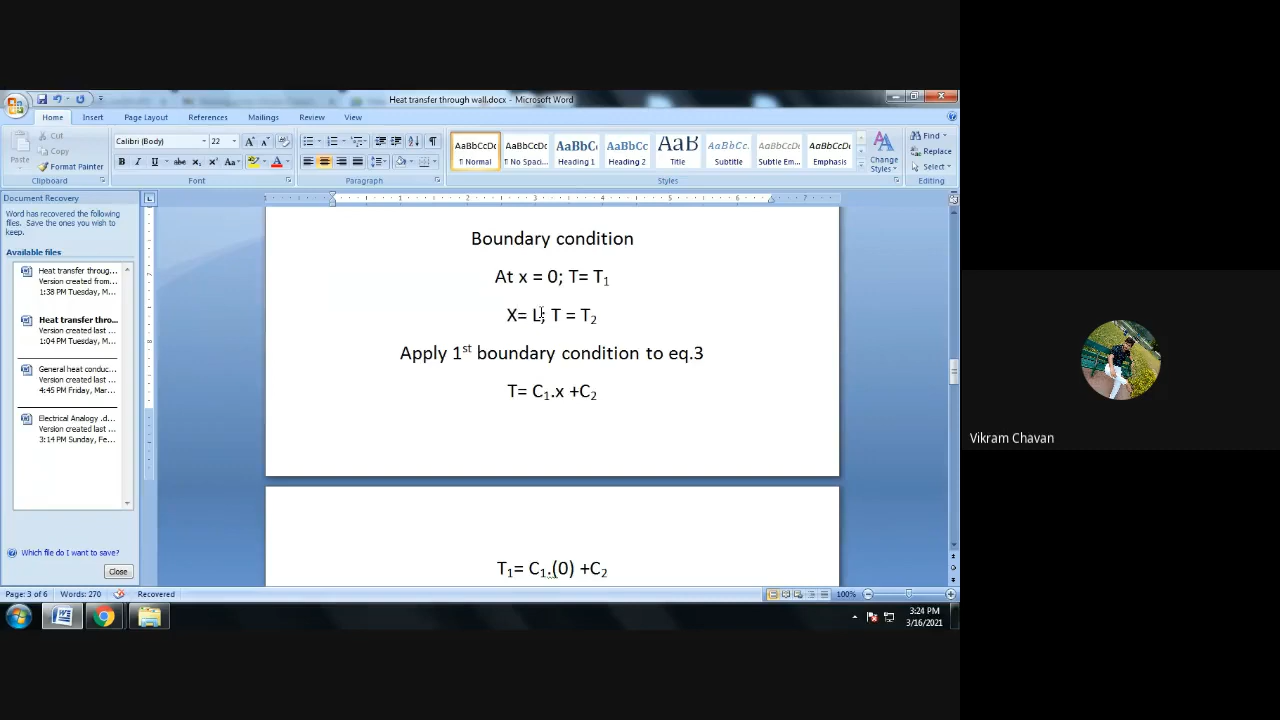 Heat transfer through wall.docx - Microsoft Word
Home Insert Page Layout References Mailings Review View
Paste
Cut
Copy
Format Painter
Clipboard
Calibri (Body) 22
Font
Paragraph
AaBbCcDc AaBbCcDc AaBbCc AaBbCc AaB AaBbCc. AaBbCcDc
¶ Normal ¶ No Spaci... Heading 1 Heading 2 Title Subtitle Subtle Em... Emphasis
Change Styles
Styles
Find
Replace
Select
Editing
Document Recovery
Word has recovered the following
files. Save the ones you wish to
keep.
Available files
Heat transfer throug...
Version created from...
1:38 PM Tuesday, M...
Heat transfer thro...
Version created last ...
1:04 PM Tuesday, M...
General heat conduc...
Version created last ...
4:45 PM Friday, Mar...
Electrical Analogy .d...
Version created last ...
3:14 PM Sunday, Fe...
Which file do I want to save?
Close
Boundary condition
At x = 0; T= T₁
X= L; T = T₂
Apply 1ˢᵗ boundary condition to eq.3
T= C₁.x +C₂
T₁= C₁.(0) +C₂
Page: 3 of 6 Words: 270 Recovered 100%
3:24 PM
3/16/2021
Vikram Chavan